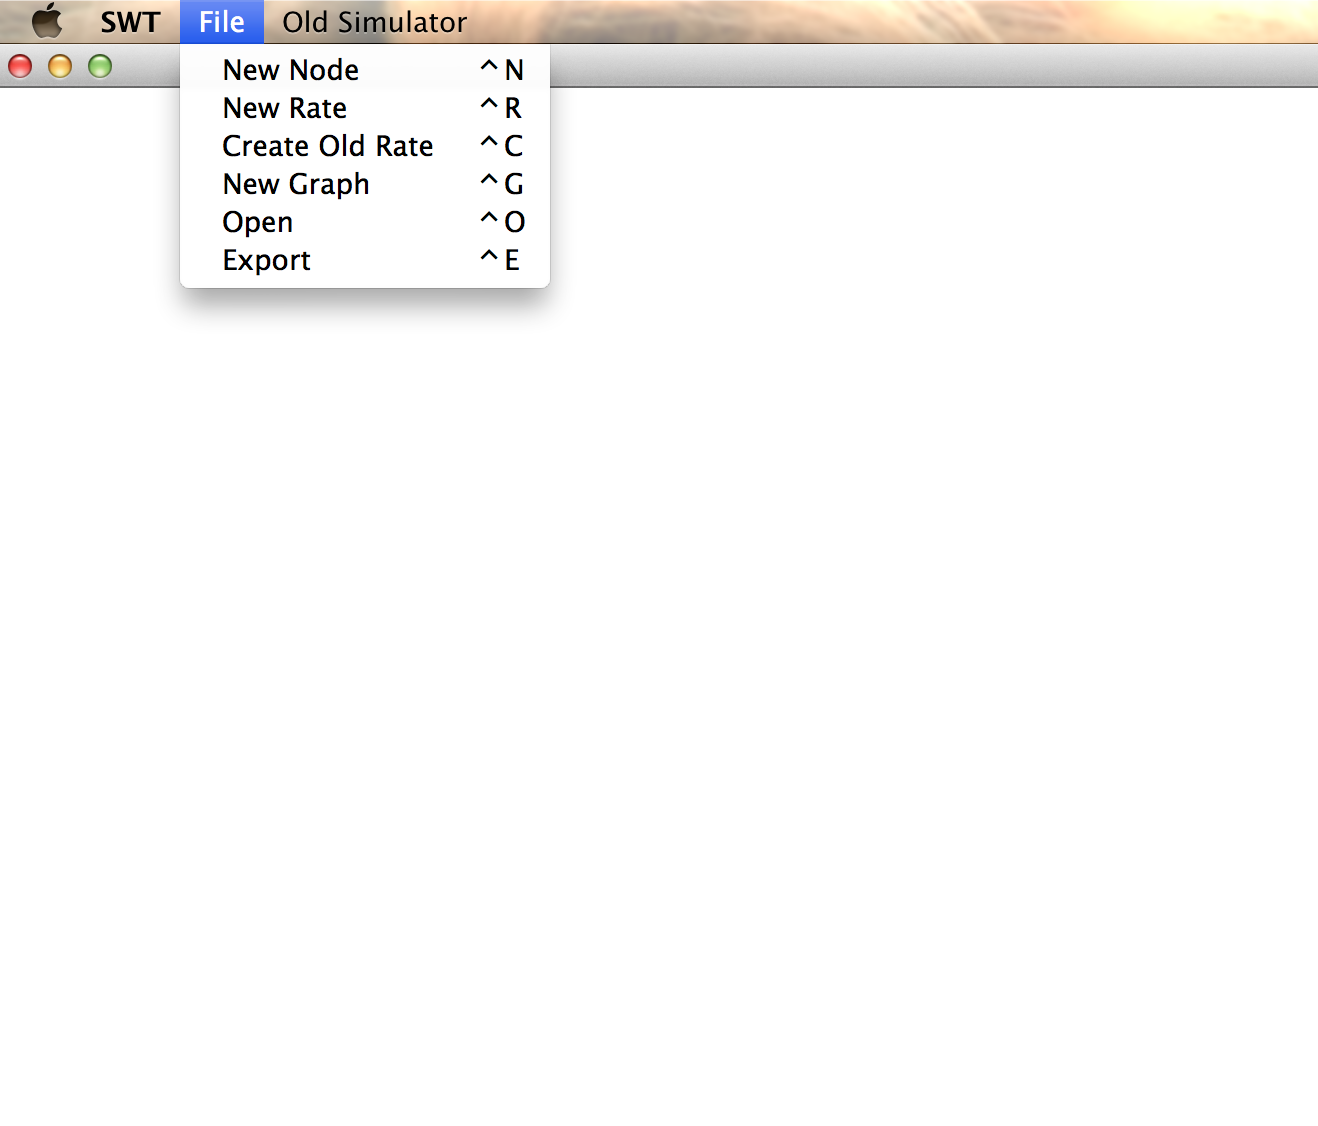 SWT File Old Simulator
New Node ^N
New Rate ^R
Create Old Rate ^C
New Graph ^G
Open ^O
Export ^E